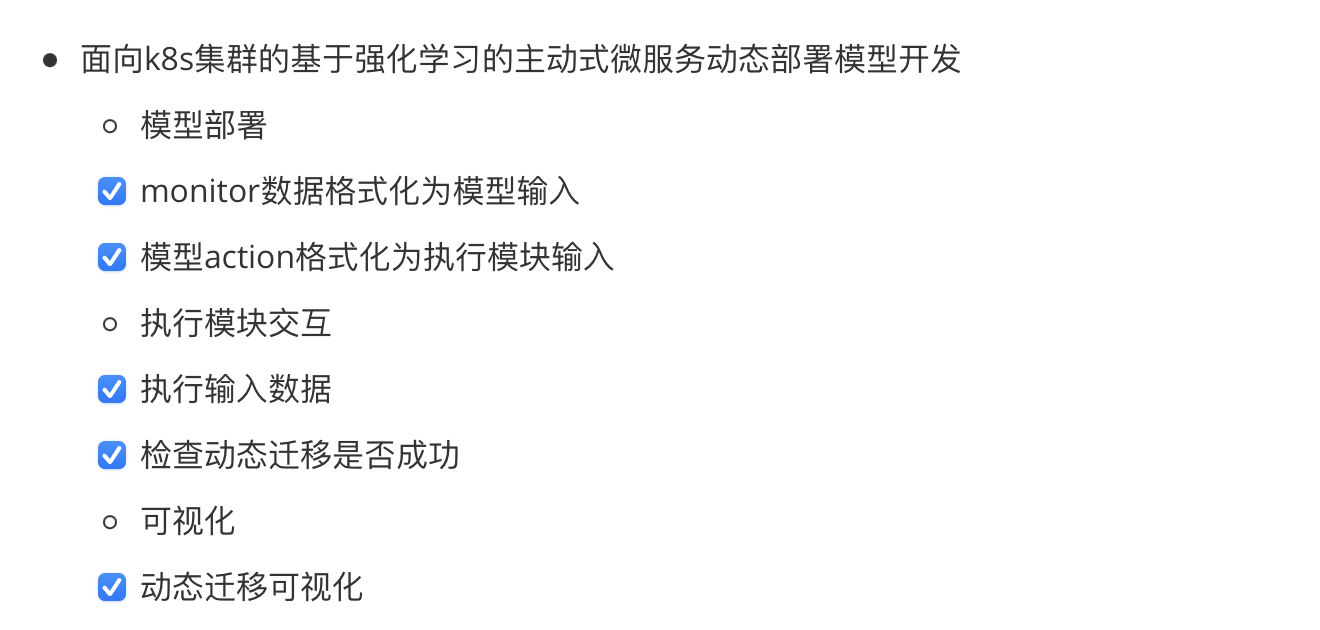 面向k8s集群的基于强化学习的主动式微服务动态部署模型开发
模型部署
monitor数据格式化为模型输入
模型action格式化为执行模块输入
执行模块交互
执行输入数据
检查动态迁移是否成功
可视化
动态迁移可视化